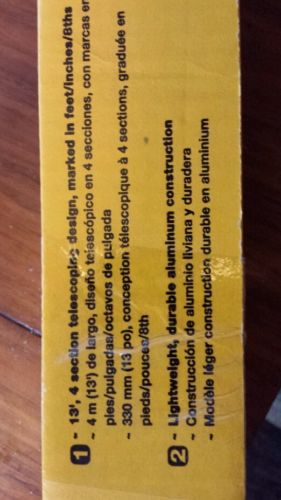 1 ~ 13', 4 section telescoping design, marked in feet/inches/8ths
~ 4 m (13') de largo, diseño telescópico en 4 secciones, con marcas en
pies/pulgadas/octavos de pulgada
~ 330 mm (13 po), conception télescopique à 4 sections, graduée en
pieds/pouces/8th
2 ~ Lightweight, durable aluminum construction
~ Construcción de aluminio liviana y duradera
~ Modèle léger construction durable en aluminium